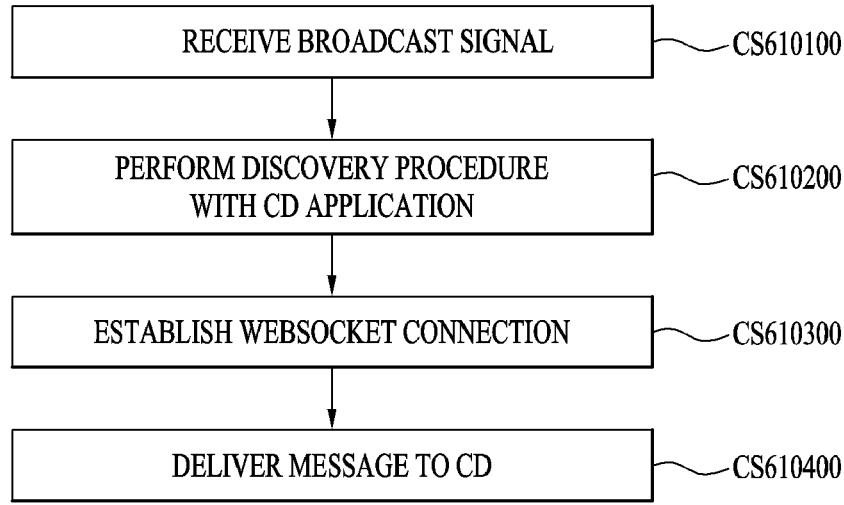 RECEIVE BROADCAST SIGNAL
CS610100
PERFORM DISCOVERY PROCEDURE
WITH CD APPLICATION
CS610200
ESTABLISH WEBSOCKET CONNECTION
CS610300
DELIVER MESSAGE TO CD
CS610400